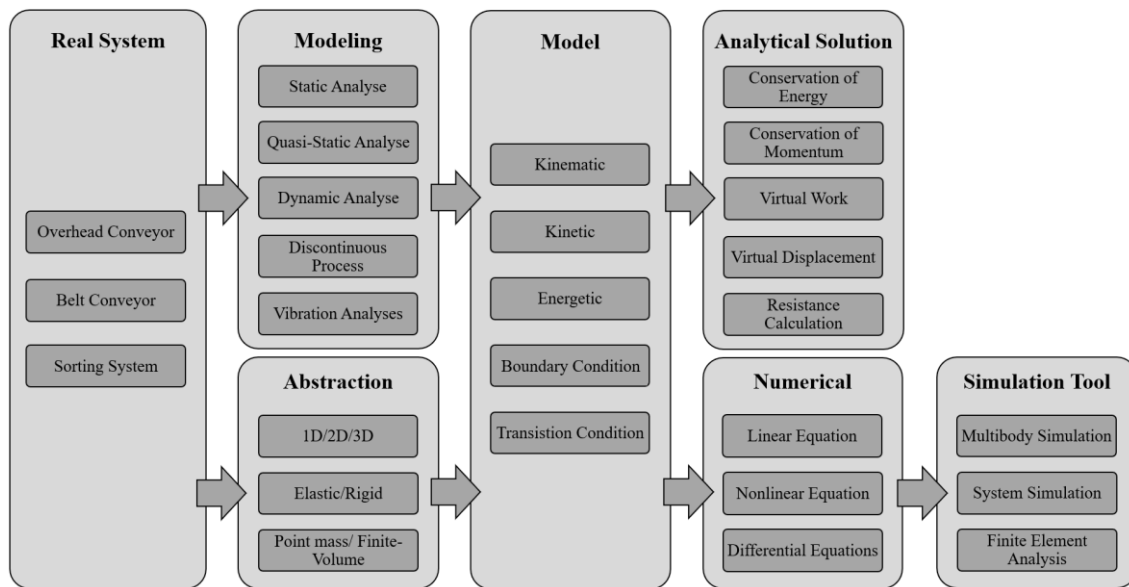 Real System
Overhead Conveyor
Belt Conveyor
Sorting System
Modeling
Static Analyse
Quasi-Static Analyse
Dynamic Analyse
Discontinuous
Process
Vibration Analyses
Abstraction
1D/2D/3D
Elastic/Rigid
Point mass/ Finite-
Volume
Model
Kinematic
Kinetic
Energetic
Boundary Condition
Transistion Condition
Analytical Solution
Conservation of
Energy
Conservation of
Momentum
Virtual Work
Virtual Displacement
Resistance
Calculation
Numerical
Linear Equation
Nonlinear Equation
Differential Equations
Simulation Tool
Multibody Simulation
System Simulation
Finite Element
Analysis